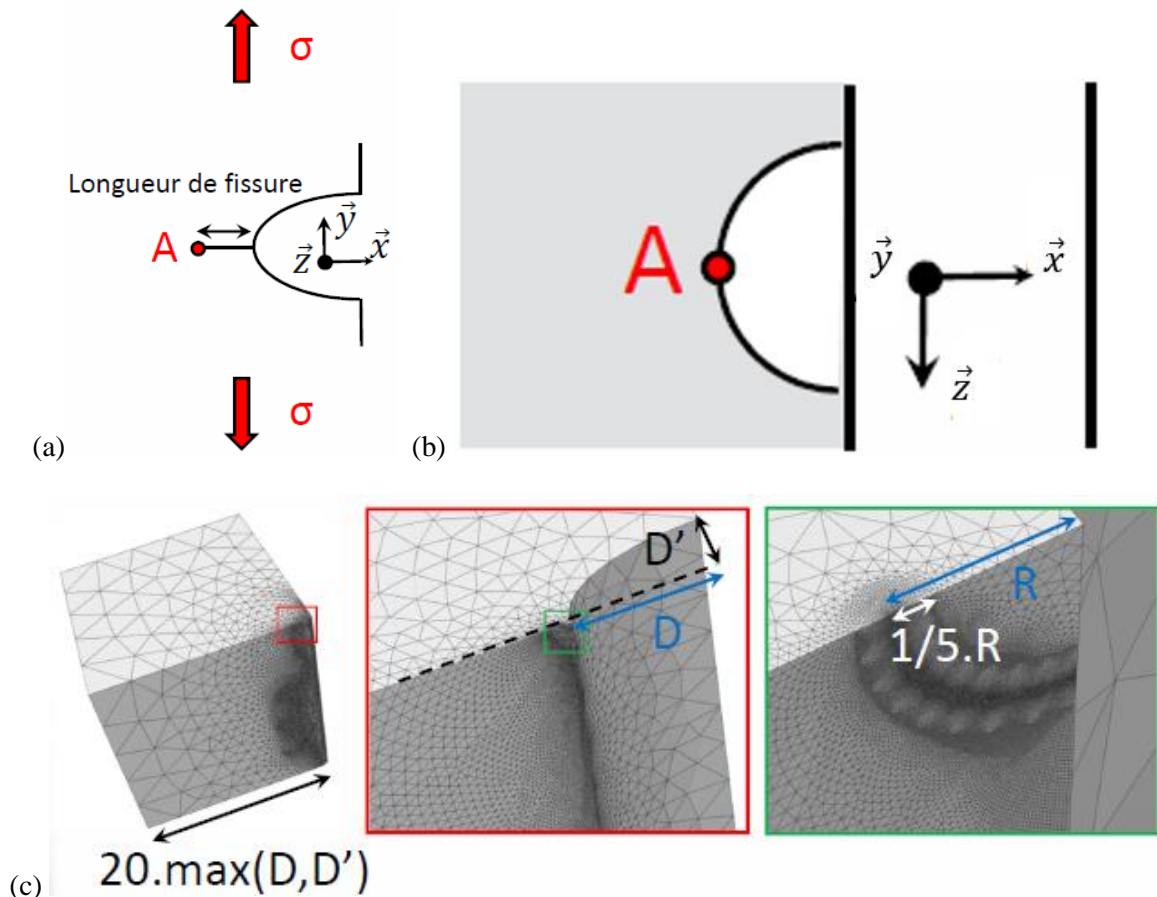 σ
Longueur de fissure
A
y⃗
z⃗
x⃗
σ
(a)
A
y⃗
x⃗
z⃗
(b)
D'
D
R
1/5.R
20.max(D,D')
(c)